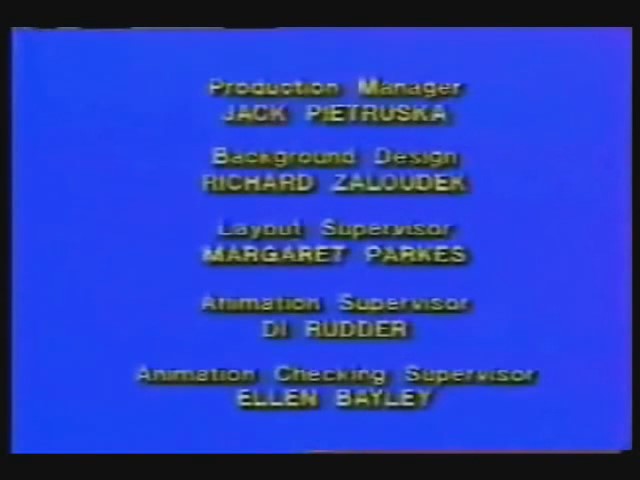 Production Manager
JACK PIETRUSKA
Background Design
RICHARD ZALOUDEK
Layout Supervisor
MARGARET PARKES
Animation Supervisor
DI RUDDER
Animation Checking Supervisor
ELLEN BAYLEY